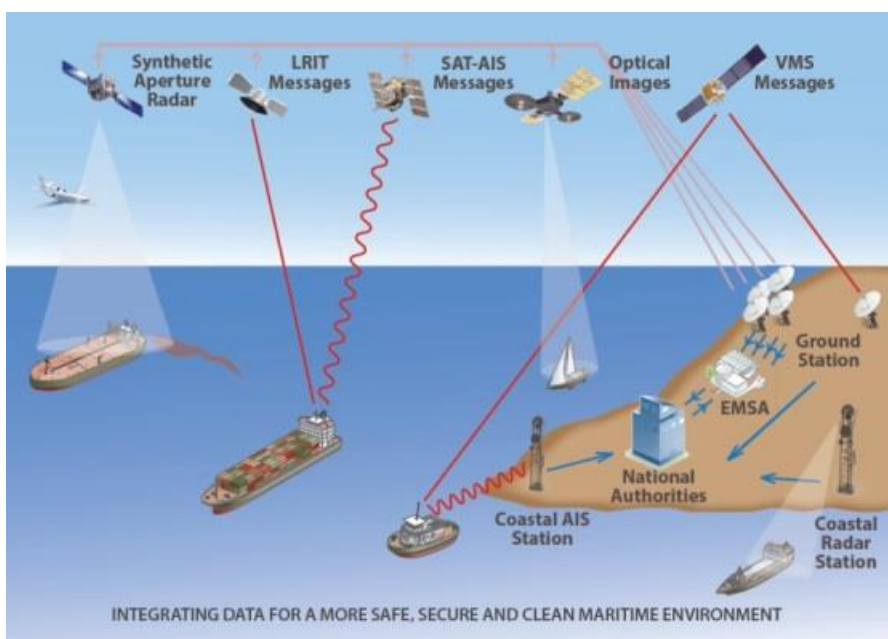 Synthetic
Aperture
Radar
LRIT
Messages
SAT-AIS
Messages
Optical
Images
VMS
Messages
Ground
Station
EMSA
National
Authorities
Coastal AIS
Station
Coastal
Radar
Station
INTEGRATING DATA FOR A MORE SAFE, SECURE AND CLEAN MARITIME ENVIRONMENT